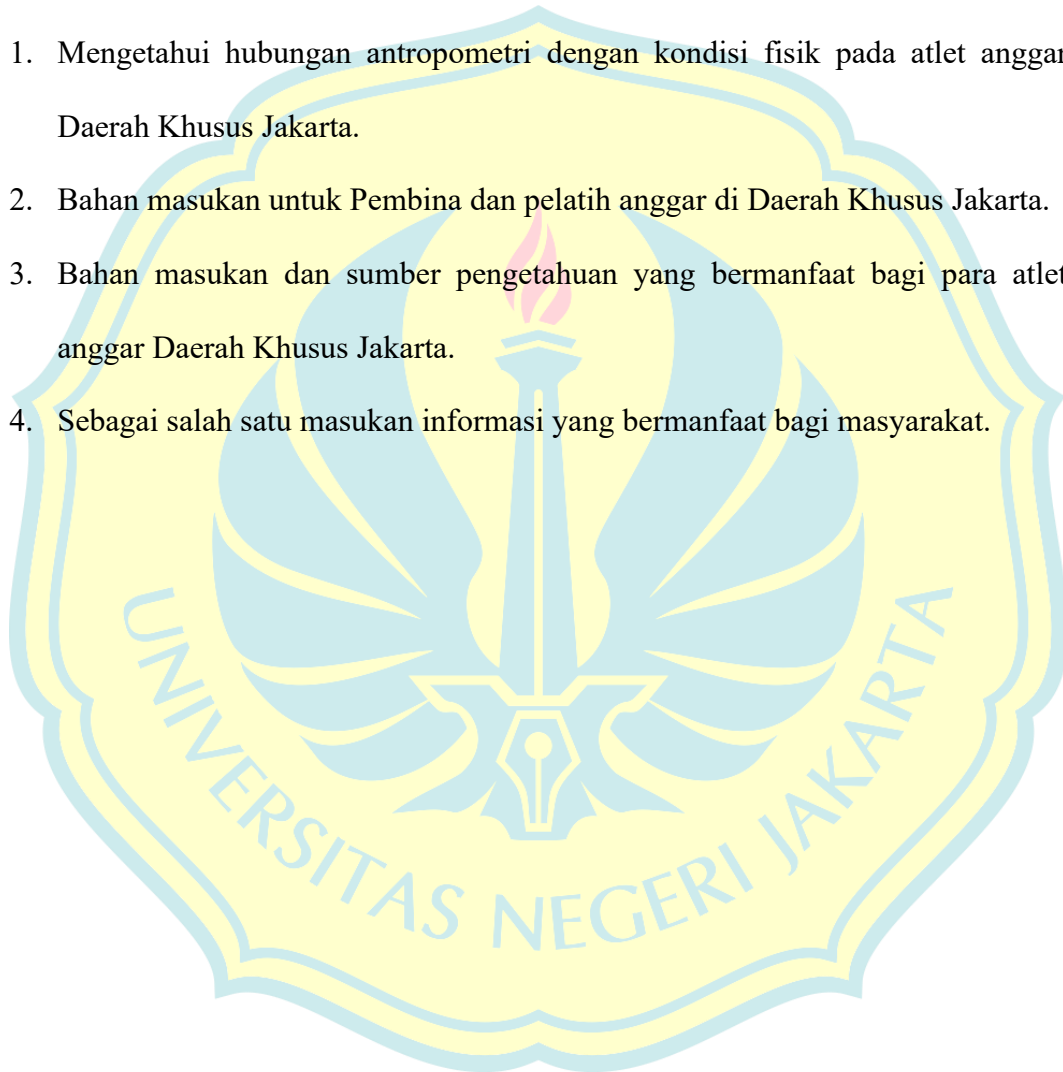 1. Mengetahui hubungan antropometri dengan kondisi fisik pada atlet anggar
Daerah Khusus Jakarta.
2. Bahan masukan untuk Pembina dan pelatih anggar di Daerah Khusus Jakarta.
3. Bahan masukan dan sumber pengetahuan yang bermanfaat bagi para atlet
anggar Daerah Khusus Jakarta.
4. Sebagai salah satu masukan informasi yang bermanfaat bagi masyarakat.
UNIVERSITAS NEGERI JAKARTA